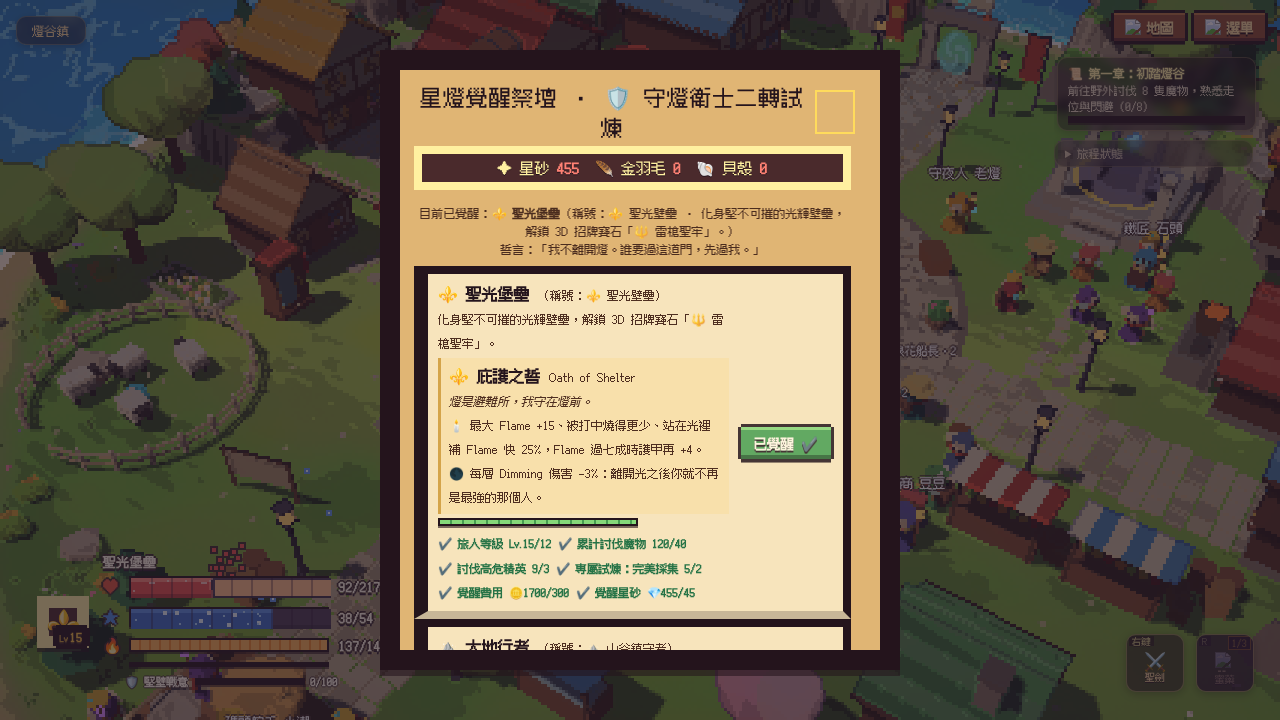 燈谷鎮
地圖
選單
第一章：初踏燈谷
前往野外討伐 8 隻魔物，熟悉走
位與閃避（0/8）
▶ 旅程狀態
守夜人 老燈
鐵匠 石頭
星燈覺醒祭壇 · 🛡️ 守燈衛士二轉試
煉
✦ 星砂 455 🪶 金羽毛 0 🐚 貝殼 0
目前已覺醒：⚜️ 聖光堡壘（稱號：⚜️ 聖光壁壘 · 化身堅不可摧的光輝壁壘，
解鎖 3D 招牌寶石「🔱 雷槍聖牢」。）
誓言：「我不離開燈。誰要過這道門，先過我。」
⚜️ 聖光堡壘 （稱號：⚜️ 聖光壁壘）
化身堅不可摧的光輝壁壘，解鎖 3D 招牌寶石「🔱 雷
槍聖牢」。
⚜️ 庇護之誓 Oath of Shelter
燈是避難所，我守在燈前。
🕯️ 最大 Flame +15、被打中燒得更少、站在光裡
補 Flame 快 25%，Flame 過七成時護甲再 +4。
🌑 每層 Dimming 傷害 -3%：離開光之後你就不再
是最強的那個人。
已覺醒 ✔️
✔️ 旅人等級 Lv.15/12 ✔️ 累計討伐魔物 120/40
✔️ 討伐高危精英 9/3 ✔️ 專屬試煉：完美採集 5/2
✔️ 覺醒費用 🪙1700/300 ✔️ 覺醒星砂 💎455/45
大地行者 （稱號：山谷鎮守者）
聖光堡壘
92/217
38/54
137/14
Lv15
堅壁戰意
0/100
商 豆豆
右鍵
聖劍
R
1/3